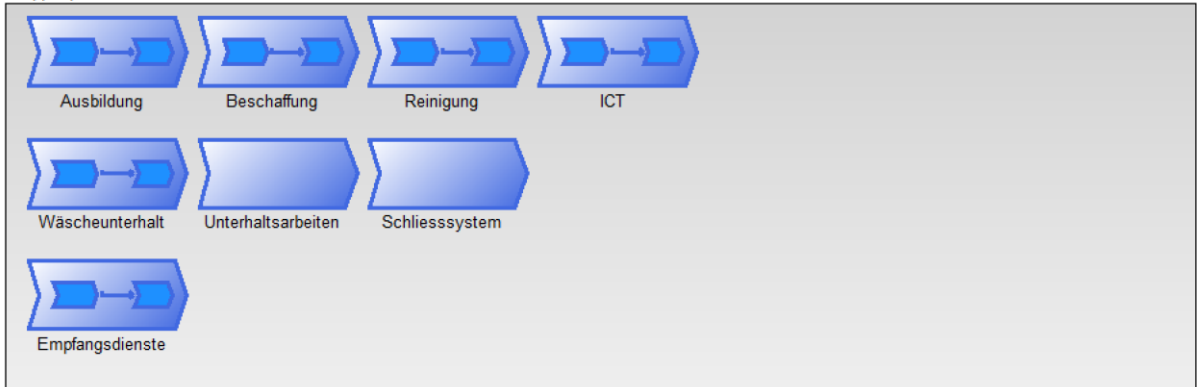 Ausbildung Beschaffung Reinigung ICT
Wäscheunterhalt Unterhaltsarbeiten Schliesssystem
Empfangsdienste